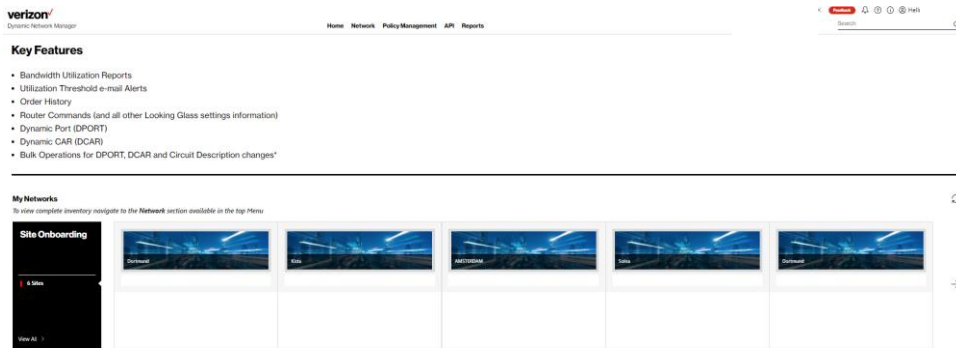 verizon✓
Dynamic Network Manager
Home Network Policy Management API Reports
Feedback
Search
Key Features
• Bandwidth Utilization Reports
• Utilization Threshold e-mail Alerts
• Order History
• Router Commands (and all other Looking Glass settings information)
• Dynamic Port (DPORT)
• Dynamic CAR (DCAR)
• Bulk Operations for DPORT, DCAR and Circuit Description changes*
My Networks
To view complete inventory navigate to the Network section available in the top Menu
Site Onboarding
6 Sites
View All >
Dortmund
Kista
AMSTERDAM
Solna
Dortmund